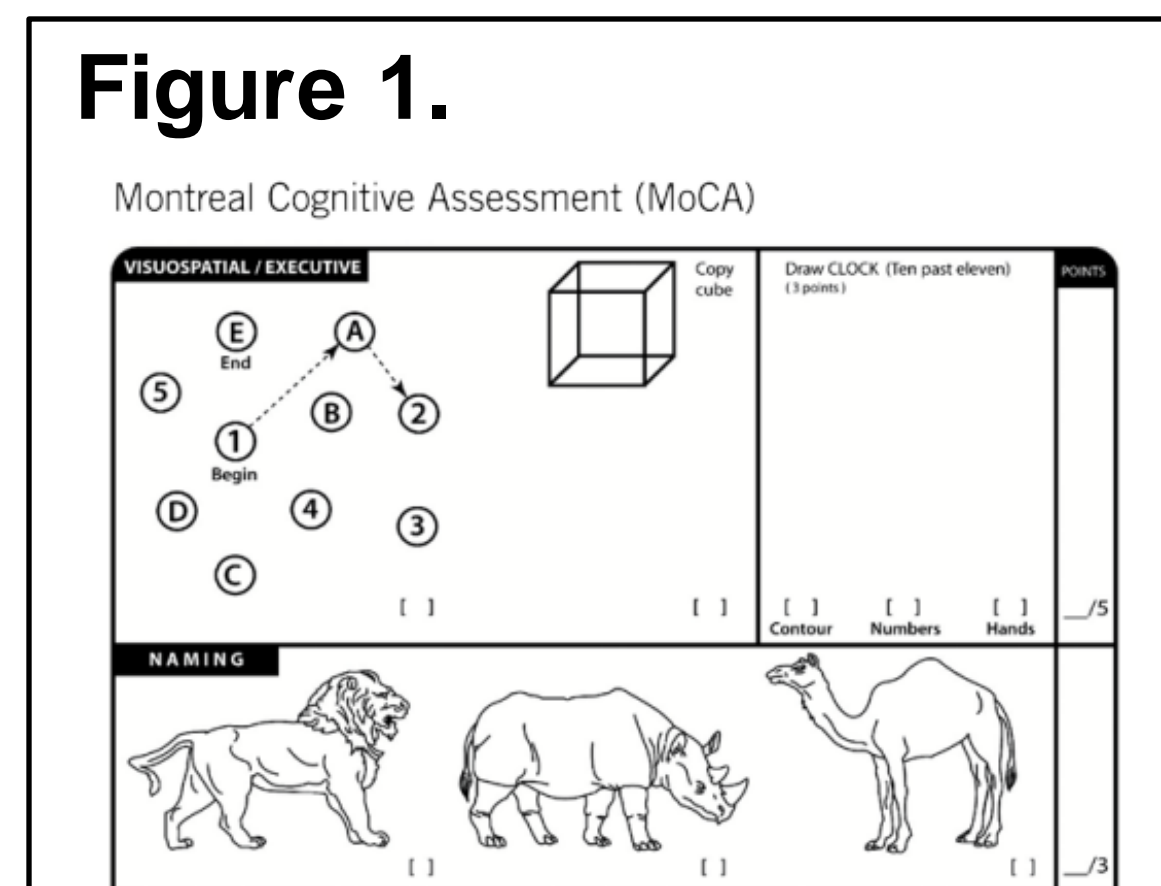 Figure 1.
Montreal Cognitive Assessment (MoCA)
VISUOSPATIAL / EXECUTIVE
Copy
cube
Draw CLOCK (Ten past eleven)
( 3 points )
POINTS
E
End
A
5
B
2
1
Begin
D
4
3
C
[ ]
[ ]
[ ] [ ] [ ]
Contour Numbers Hands
__/5
NAMING
[ ]
[ ]
[ ]
__/3